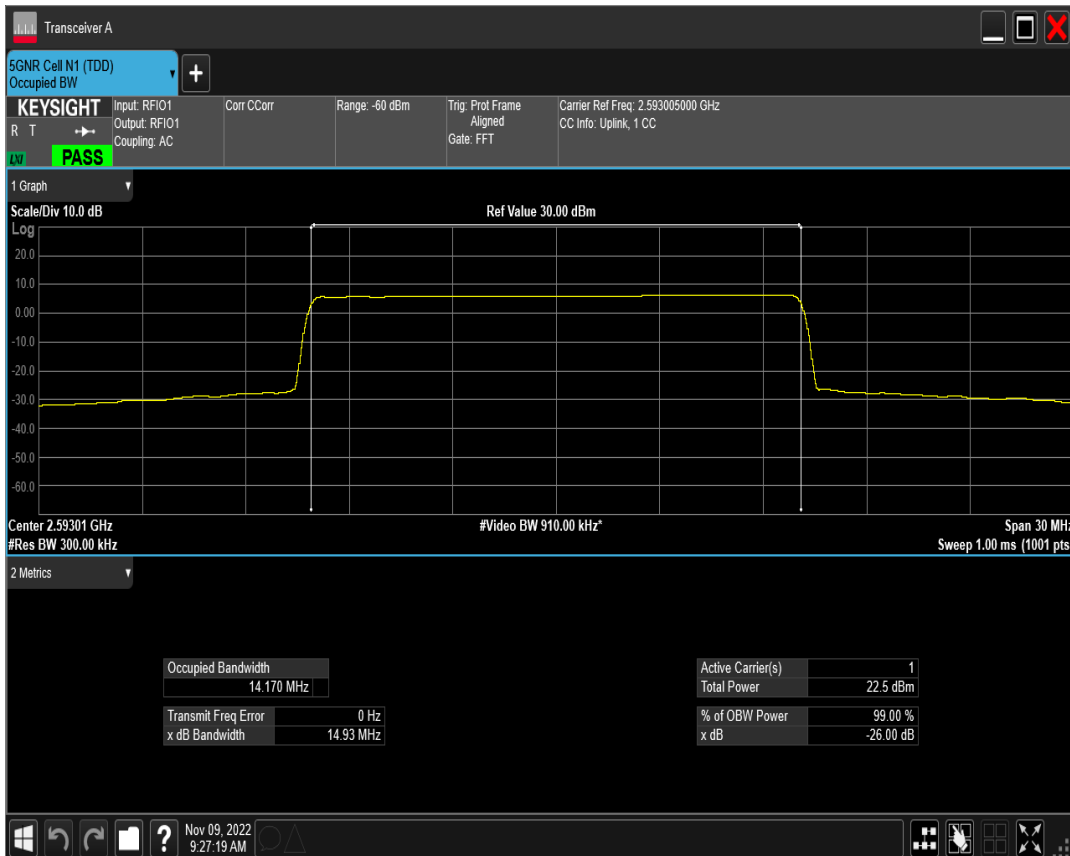 Transceiver A
5GNR Cell N1 (TDD)
Occupied BW
+
KEYSIGHT
R T
LXI
PASS
Input: RFIO1
Output: RFIO1
Coupling: AC
Corr CCorr
Range: -60 dBm
Trig: Prot Frame
Aligned
Gate: FFT
Carrier Ref Freq: 2.593005000 GHz
CC Info: Uplink, 1 CC
1 Graph
Scale/Div 10.0 dB
Ref Value 30.00 dBm
Log
20.0
10.0
0.00
-10.0
-20.0
-30.0
-40.0
-50.0
-60.0
Center 2.59301 GHz
#Video BW 910.00 kHz*
Span 30 MHz
#Res BW 300.00 kHz
Sweep 1.00 ms (1001 pts
2 Metrics
Occupied Bandwidth
14.170 MHz
Transmit Freq Error 0 Hz
x dB Bandwidth 14.93 MHz
Active Carrier(s) 1
Total Power 22.5 dBm
% of OBW Power 99.00 %
x dB -26.00 dB
?
Nov 09, 2022
9:27:19 AM